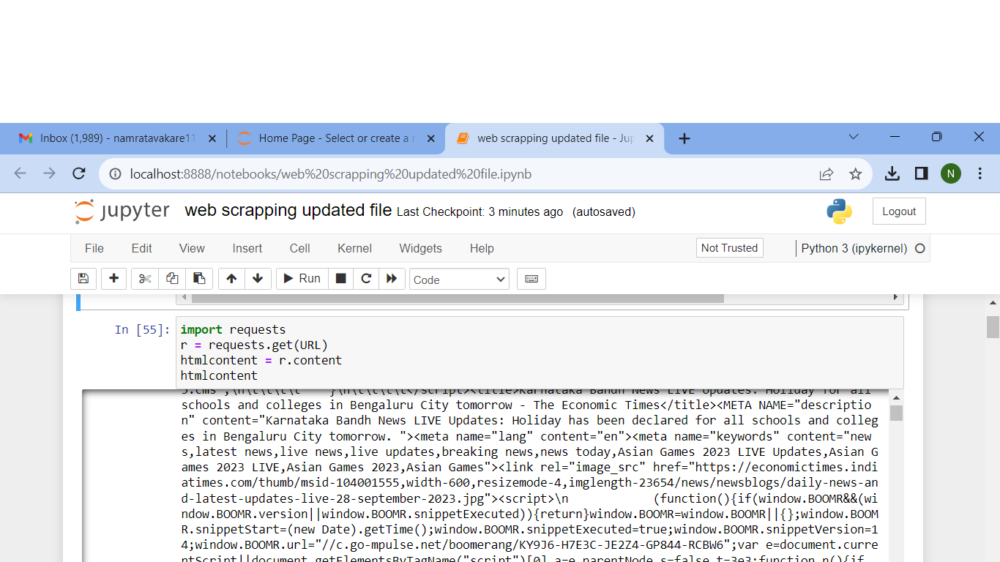 Inbox (1,989) - namratavakare11
Home Page - Select or create a n
web scrapping updated file - Jup
localhost:8888/notebooks/web%20scrapping%20updated%20file.ipynb
N
jupyter web scrapping updated file Last Checkpoint: 3 minutes ago (autosaved)
Logout
File Edit View Insert Cell Kernel Widgets Help
Not Trusted
Python 3 (ipykernel)
Run
Code
In [55]:
import requests
r = requests.get(URL)
htmlcontent = r.content
htmlcontent
5.cms',\n\t\t\t\t    }\n\t\t\t\t</script><title>Karnataka Bandh News LIVE Updates: Holiday for all
schools and colleges in Bengaluru City tomorrow - The Economic Times</title><META NAME="descriptio
n" content="Karnataka Bandh News LIVE Updates: Holiday has been declared for all schools and colleg
es in Bengaluru City tomorrow. "><meta name="lang" content="en"><meta name="keywords" content="new
s,latest news,live news,live updates,breaking news,news today,Asian Games 2023 LIVE Updates,Asian G
ames 2023 LIVE,Asian Games 2023,Asian Games"><link rel="image_src" href="https://economictimes.indi
atimes.com/thumb/msid-104001555,width-600,resizemode-4,imglength-23654/news/newsblogs/daily-news-an
d-latest-updates-live-28-september-2023.jpg"><script>\n            (function(){if(window.BOOMR&&(wi
ndow.BOOMR.version||window.BOOMR.snippetExecuted)){return}window.BOOMR=window.BOOMR||{};window.BOOM
R.snippetStart=(new Date).getTime();window.BOOMR.snippetExecuted=true;window.BOOMR.snippetVersion=1
4;window.BOOMR.url="//c.go-mpulse.net/boomerang/KY9J6-H7E3C-JE2Z4-GP844-RCBW6";var e=document.curre
ntScript||document.getElementsByTagName("script")[0],a=e.parentNode,s=false,t=3e3;function n(){if